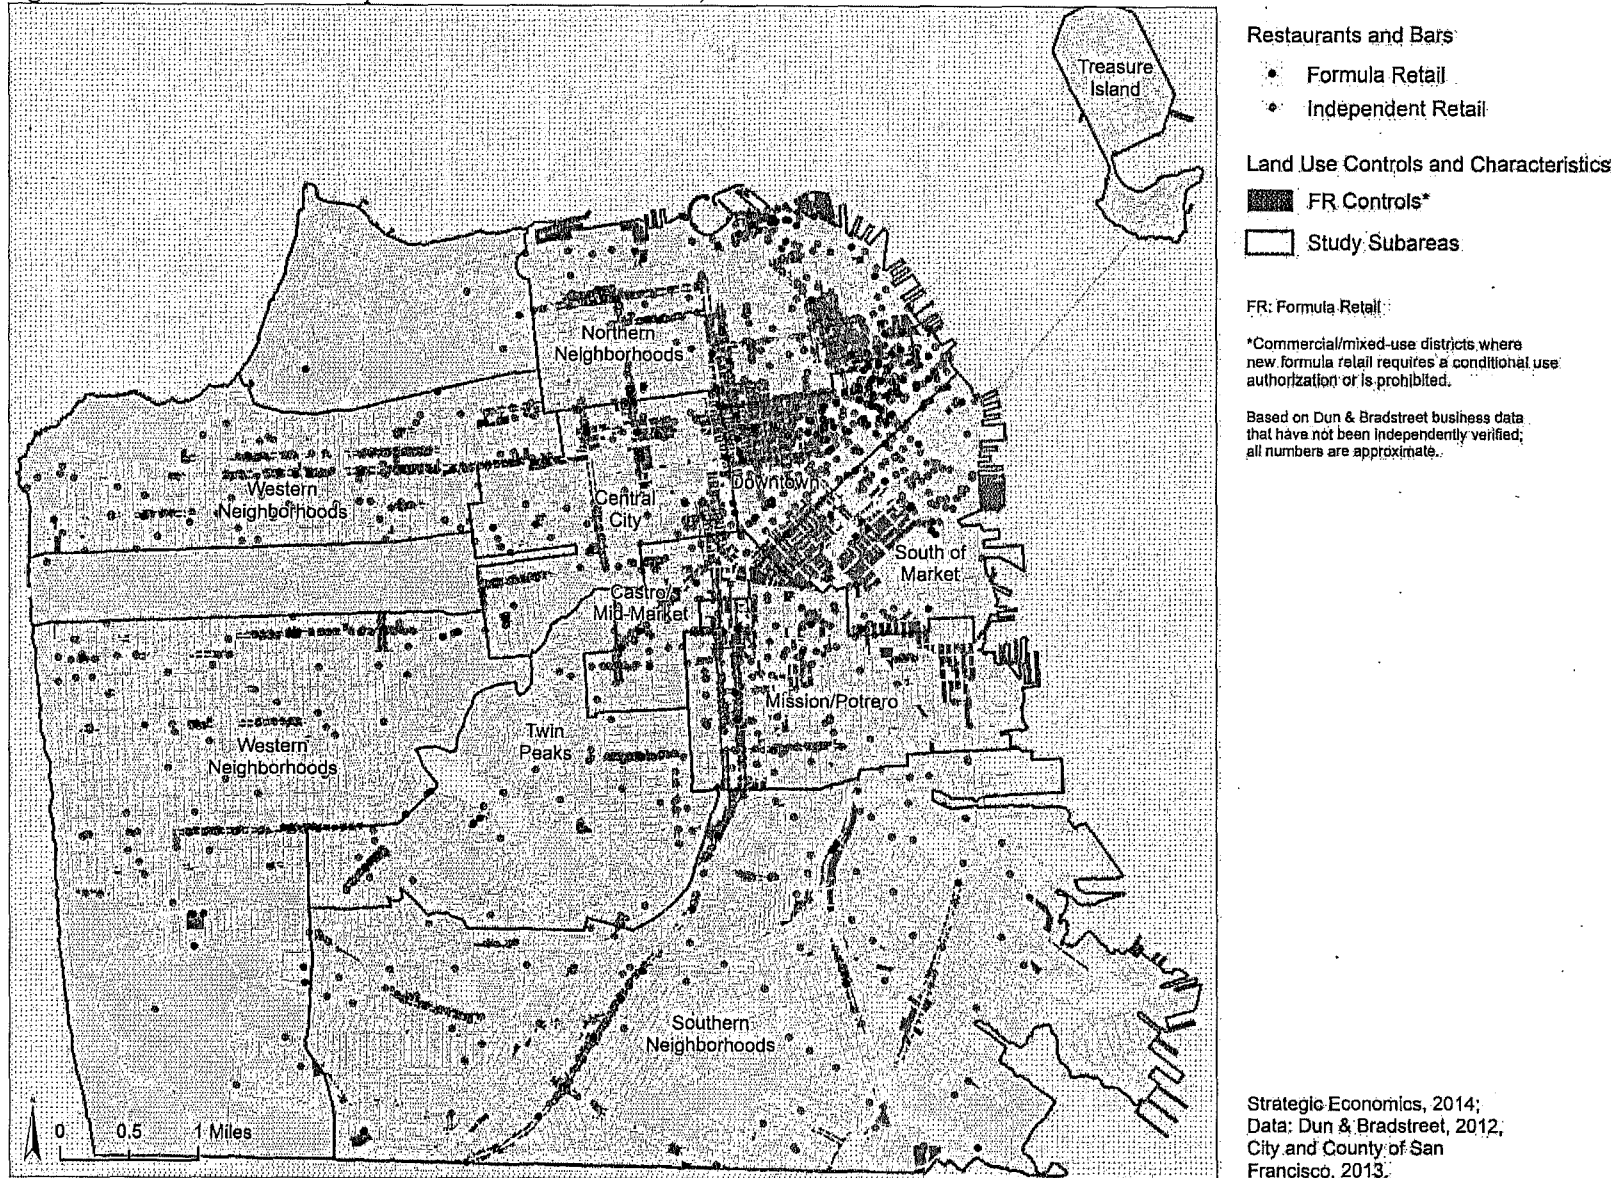 Treasure
Island
Northern
Neighborhoods
Western
Neighborhoods
Central
City
Downtown
South of
Market
Castro/
Mid-Market
Mission/Potrero
Twin
Peaks
Western
Neighborhoods
Southern
Neighborhoods
0 0.5 1 Miles
Restaurants and Bars
Formula Retail
Independent Retail
Land Use Controls and Characteristics
FR Controls*
Study Subareas
FR: Formula Retail
*Commercial/mixed-use districts where
new formula retail requires a conditional use
authorization or is prohibited.
Based on Dun & Bradstreet business data
that have not been independently verified;
all numbers are approximate.
Strategic Economics, 2014;
Data: Dun & Bradstreet, 2012,
City and County of San
Francisco, 2013.